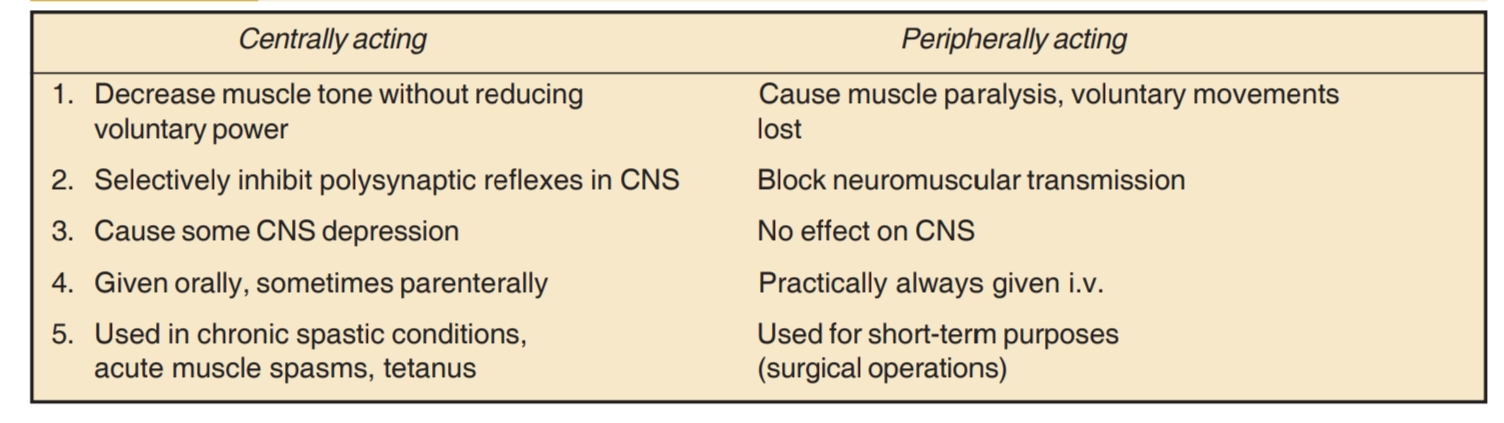 Centrally acting Peripherally acting
1. Decrease muscle tone without reducing Cause muscle paralysis, voluntary movements
voluntary power lost
2. Selectively inhibit polysynaptic reflexes in CNS Block neuromuscular transmission
3. Cause some CNS depression No effect on CNS
4. Given orally, sometimes parenterally Practically always given i.v.
5. Used in chronic spastic conditions, Used for short-term purposes
acute muscle spasms, tetanus (surgical operations)